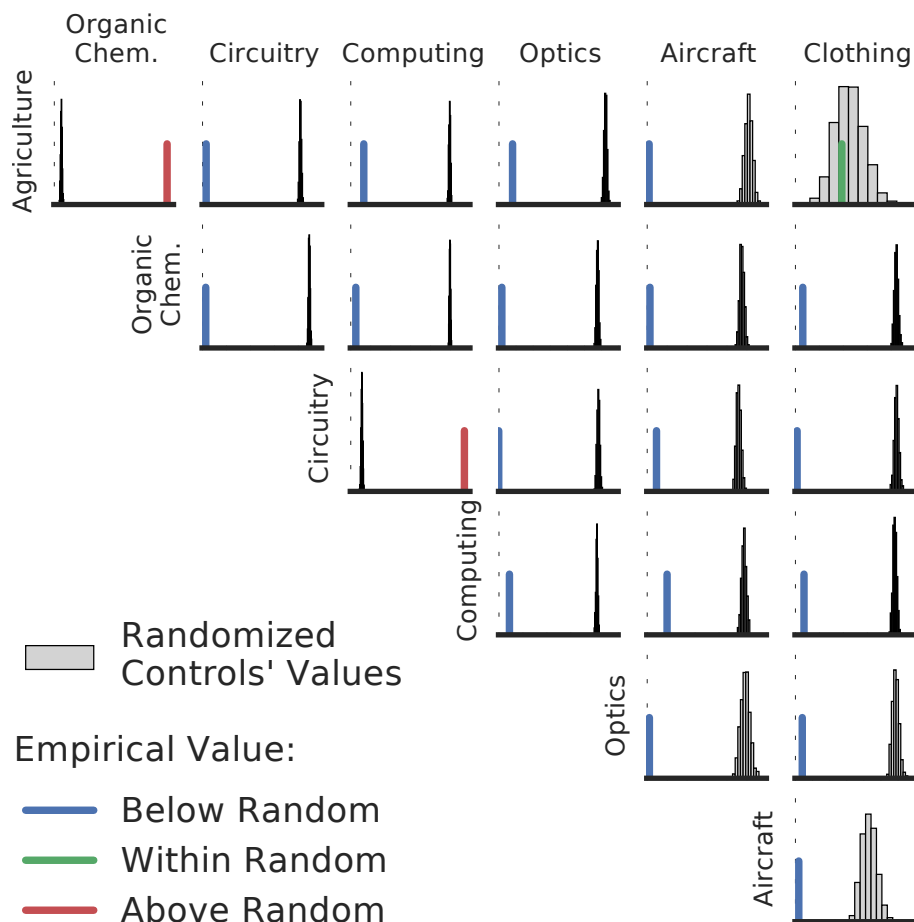 Organic
Chem.
Circuitry
Computing
Optics
Aircraft
Clothing
Agriculture
Organic
Chem.
Circuitry
Computing
Optics
Aircraft
Randomized
Controls' Values
Empirical Value:
Below Random
Within Random
Above Random